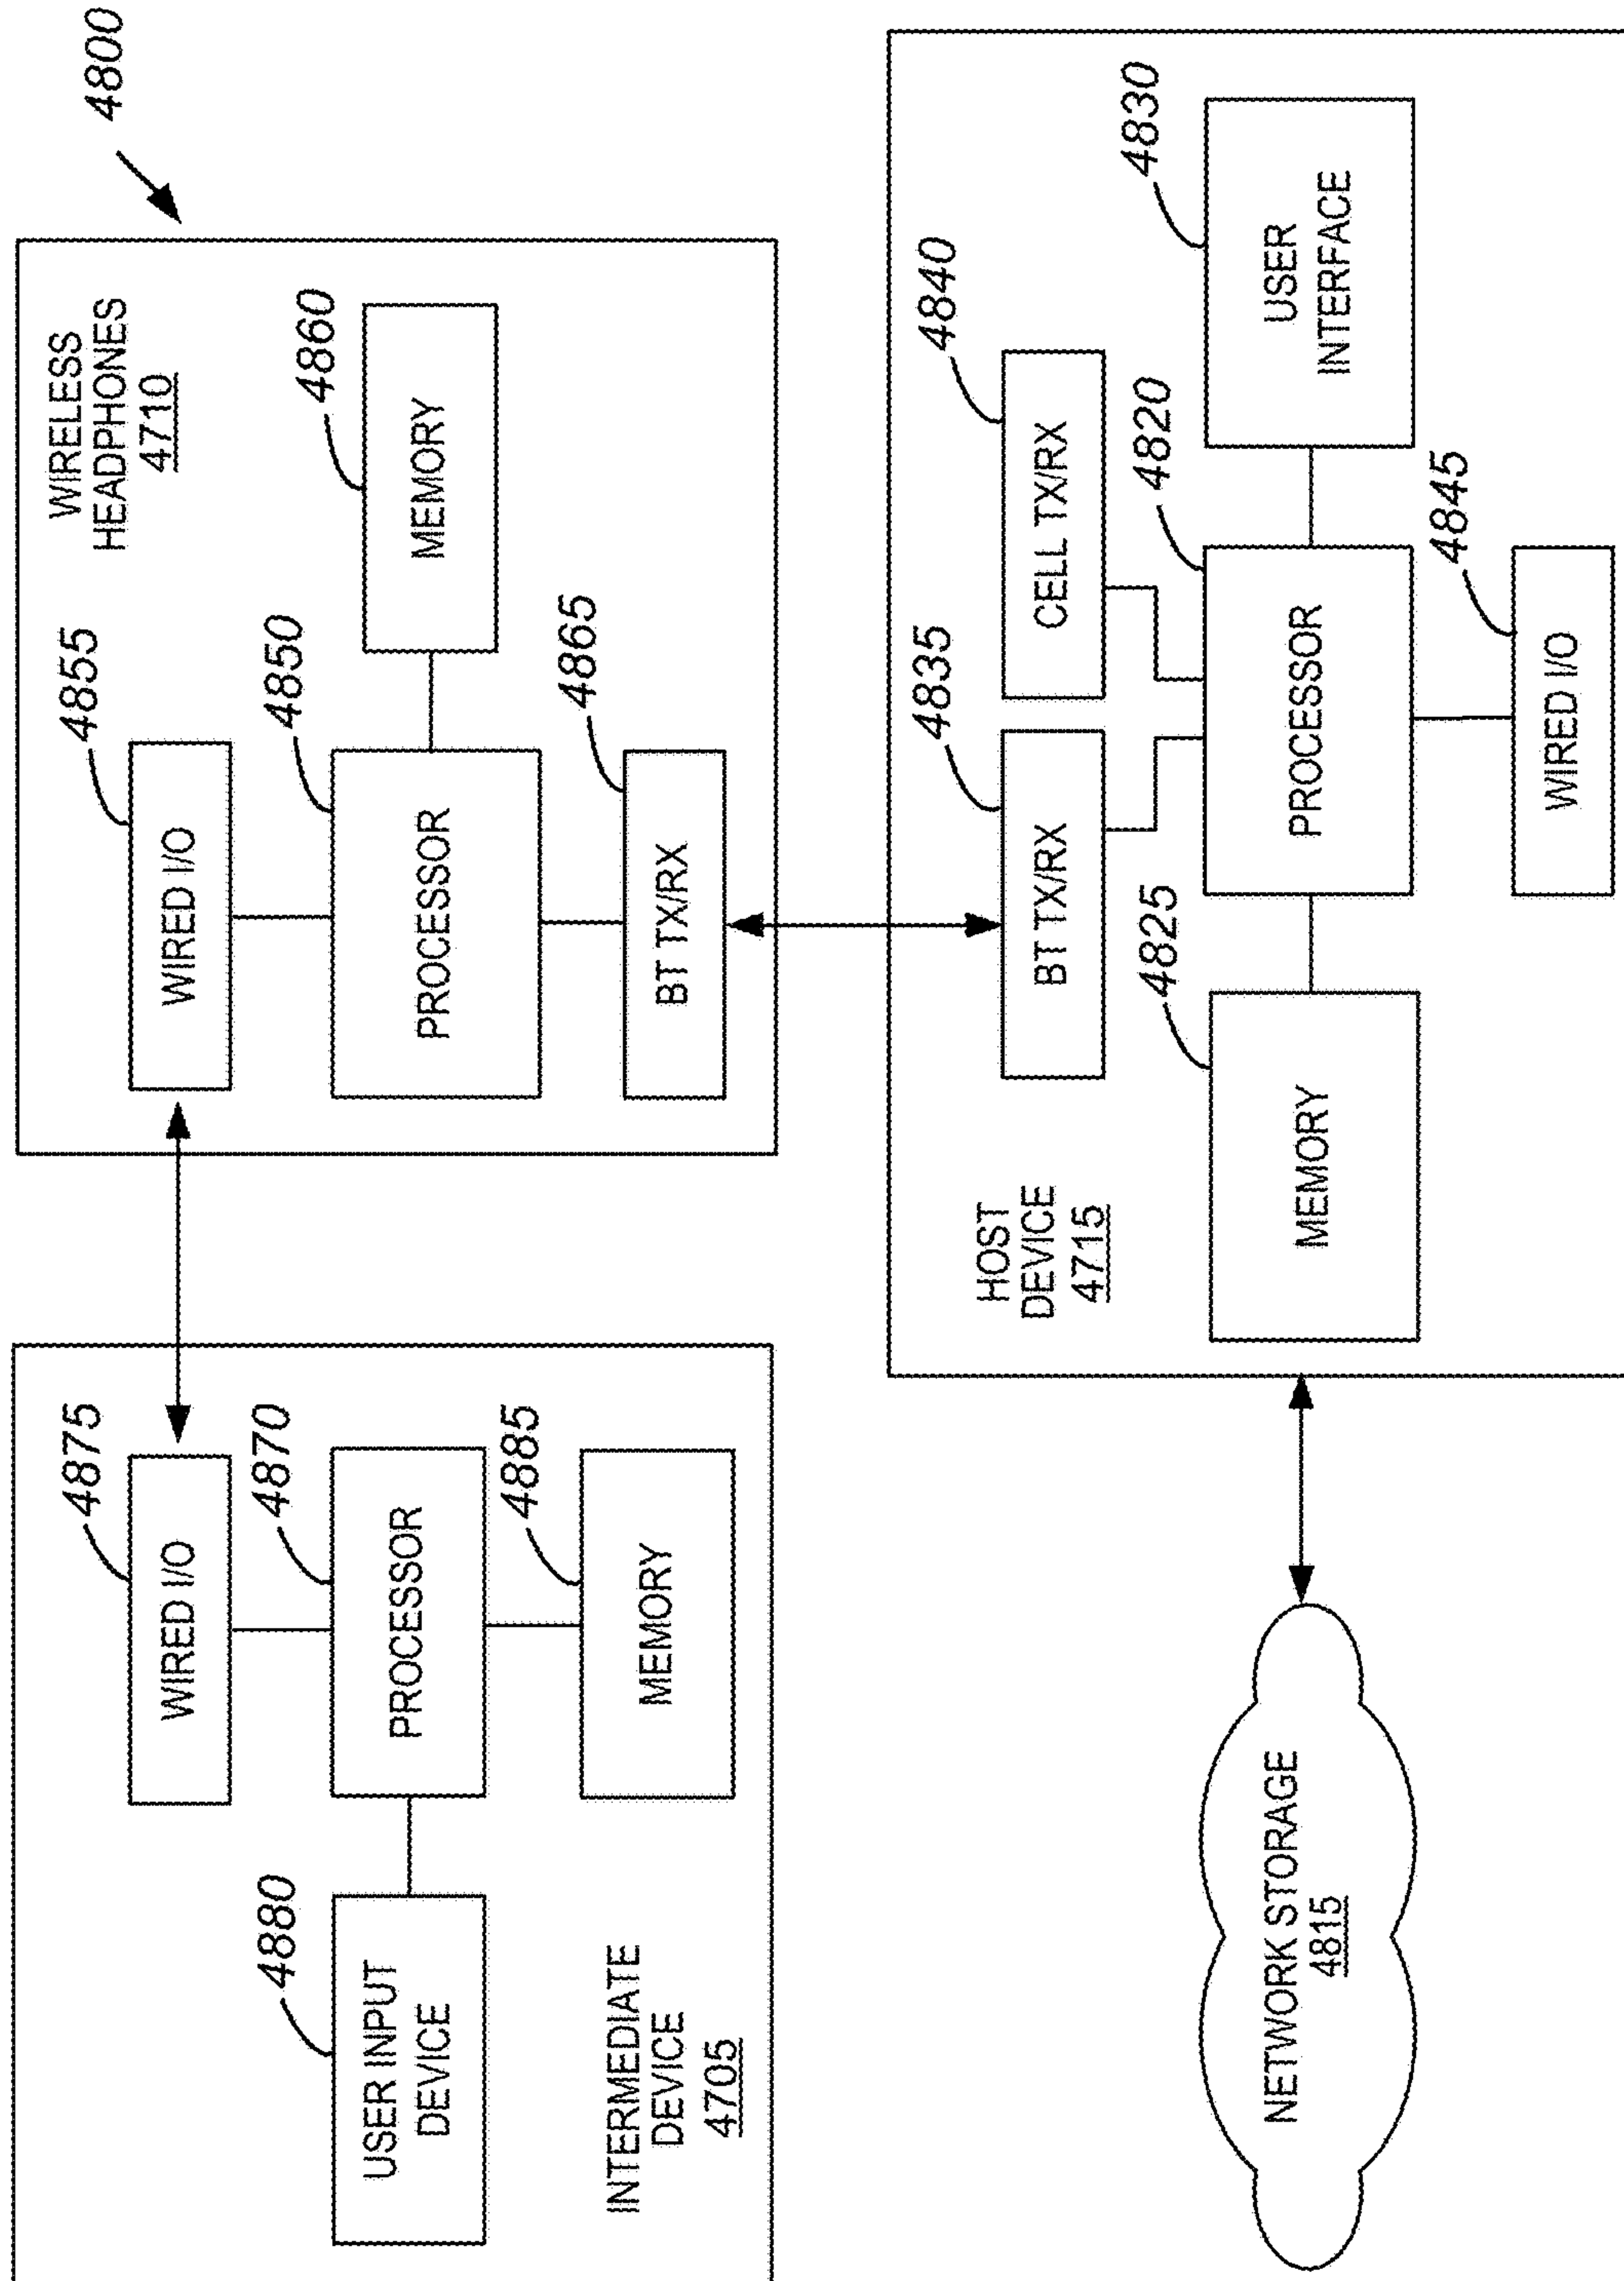 4800
INTERMEDIATE
DEVICE
4705
USER INPUT
DEVICE
4880
WIRED I/O
4875
PROCESSOR
4870
MEMORY
4885
WIRELESS
HEADPHONES
4710
WIRED I/O
4855
PROCESSOR
4850
MEMORY
4860
BT TX/RX
4865
NETWORK STORAGE
4815
HOST
DEVICE
4715
BT TX/RX
4835
CELL TX/RX
4840
MEMORY
4825
PROCESSOR
4820
USER
INTERFACE
4830
WIRED I/O
4845